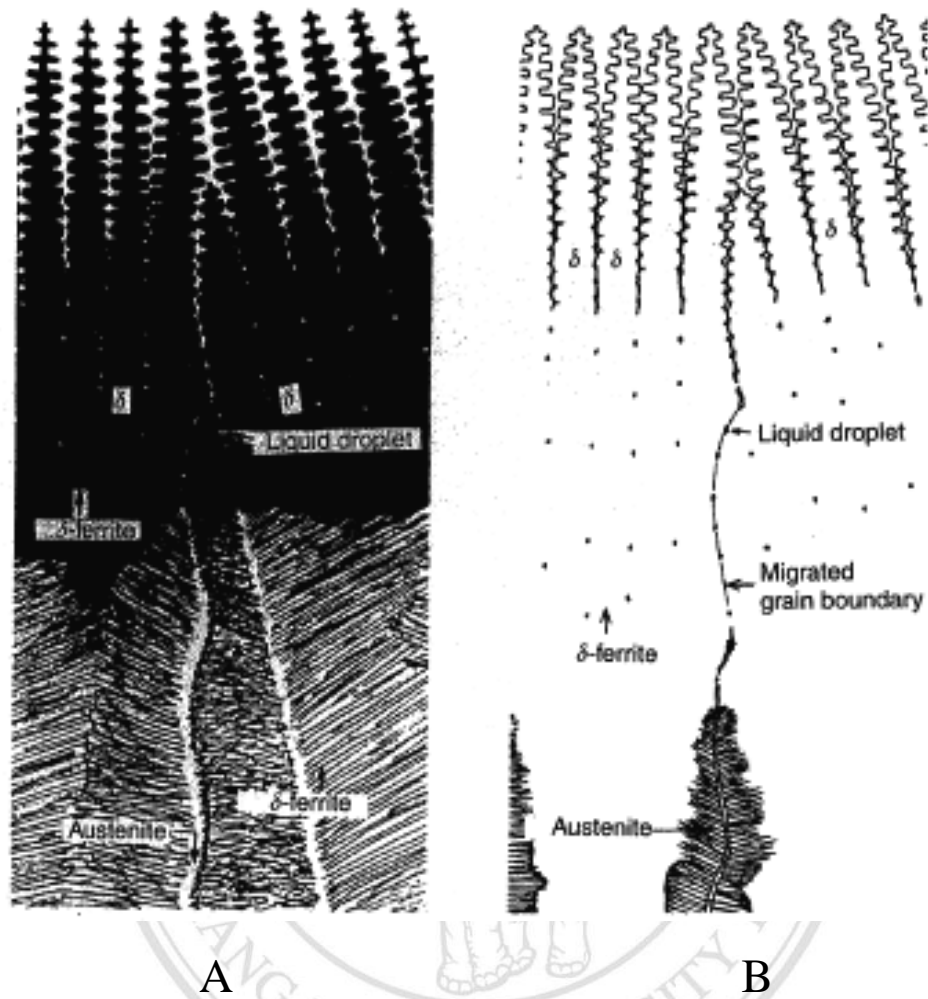 δ
δ
Liquid droplet
δ-ferrite
δ-ferrite
Austenite
A
δ
δ
δ
Liquid droplet
Migrated
grain boundary
δ-ferrite
Austenite
B